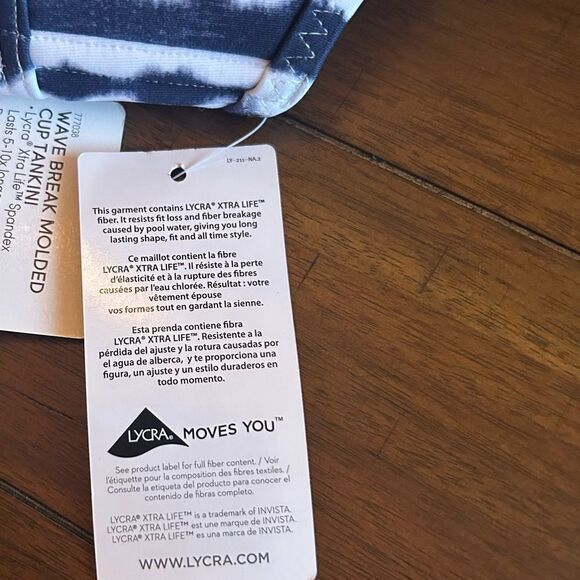 777038
WAVE BREAK MOLDED
CUP TANKINI
• Lycra® Xtra Life™ Spandex
Lasts 5-10x
LY-211-NA.2
This garment contains LYCRA® XTRA LIFE™
fiber. It resists fit loss and fiber breakage
caused by pool water, giving you long
lasting shape, fit and all time style.
Ce maillot contient la fibre
LYCRA® XTRA LIFE™. Il résiste à la perte
d'élasticité et à la rupture des fibres
causées par l'eau chlorée. Résultat : votre
vêtement épouse
vos formes tout en gardant la sienne.
Esta prenda contiene fibra
LYCRA® XTRA LIFE™. Resistente a la
pérdida del ajuste y la rotura causadas por
el agua de alberca, y te proporciona una
figura, un ajuste y un estilo duraderos en
todo momento.
LYCRA® MOVES YOU™
See product label for full fiber content. / Voir
l'étiquette pour la composition des fibres textiles. /
Consulte la etiqueta del producto para conocer el
contenido de fibras completo.
LYCRA® XTRA LIFE™ is a trademark of INVISTA.
LYCRA® XTRA LIFE™ est une marque de INVISTA.
LYCRA® XTRA LIFE™ es una marca de INVISTA.
WWW.LYCRA.COM